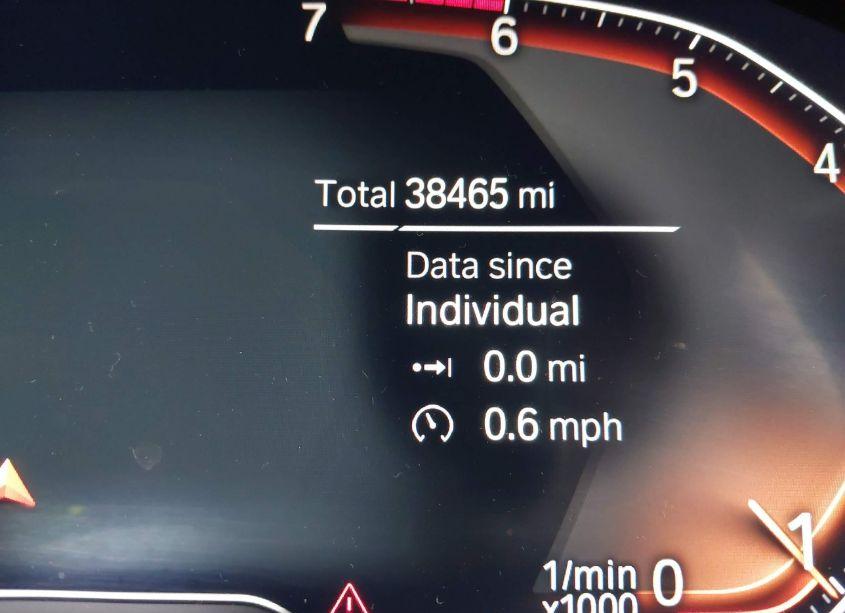 7
6
5
4
Total 38465 mi
Data since
Individual
0.0 mi
0.6 mph
1
1/min 0
x1000